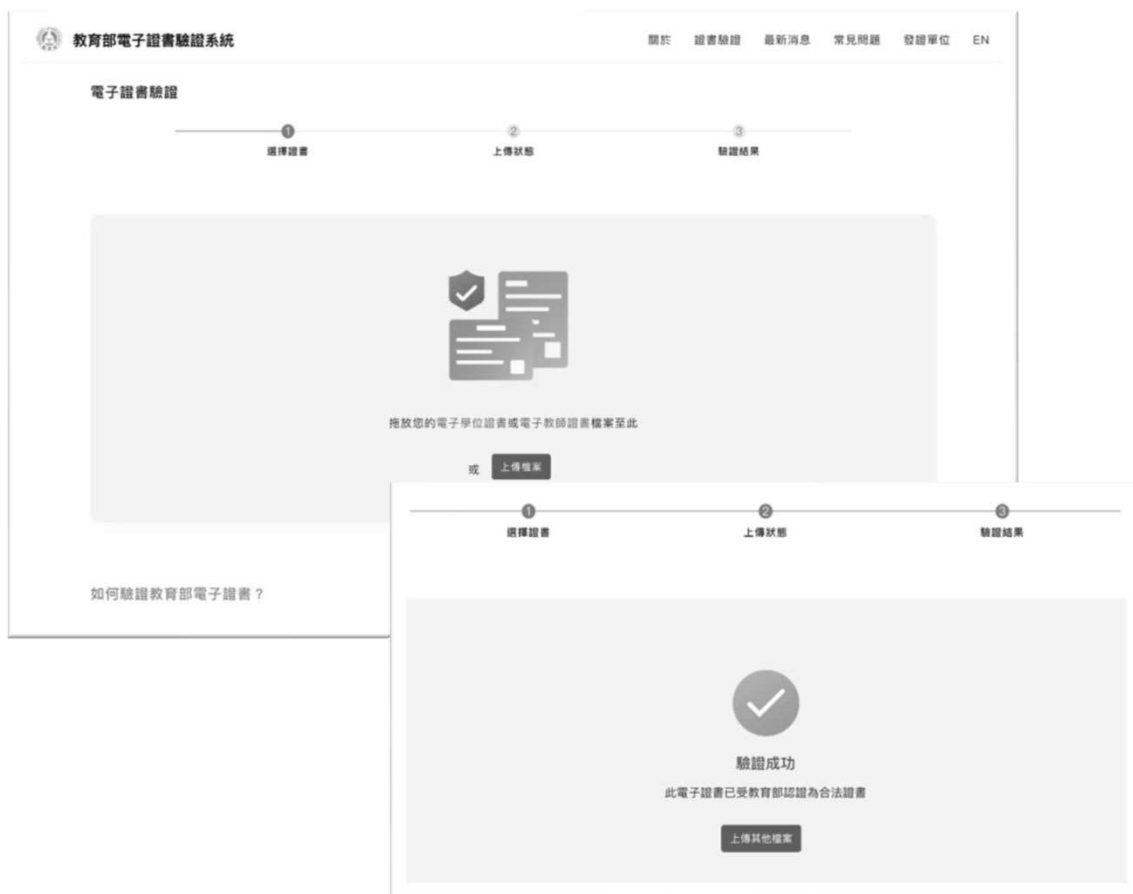 教育部電子證書驗證系統
關於 證書驗證 最新消息 常見問題 發證單位 EN
電子證書驗證
1 2 3
選擇證書 上傳狀態 驗證結果
拖放您的電子學位證書或電子教師證書檔案至此
或 上傳檔案
如何驗證教育部電子證書？
1 2 3
選擇證書 上傳狀態 驗證結果
驗證成功
此電子證書已受教育部認證為合法證書
上傳其他檔案